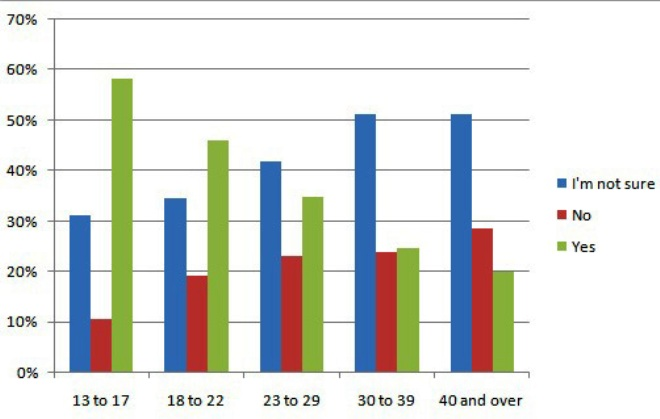 70%
60%
50%
40%
30%
20%
10%
0%
13 to 17
18 to 22
23 to 29
30 to 39
40 and over
I'm not sure
No
Yes